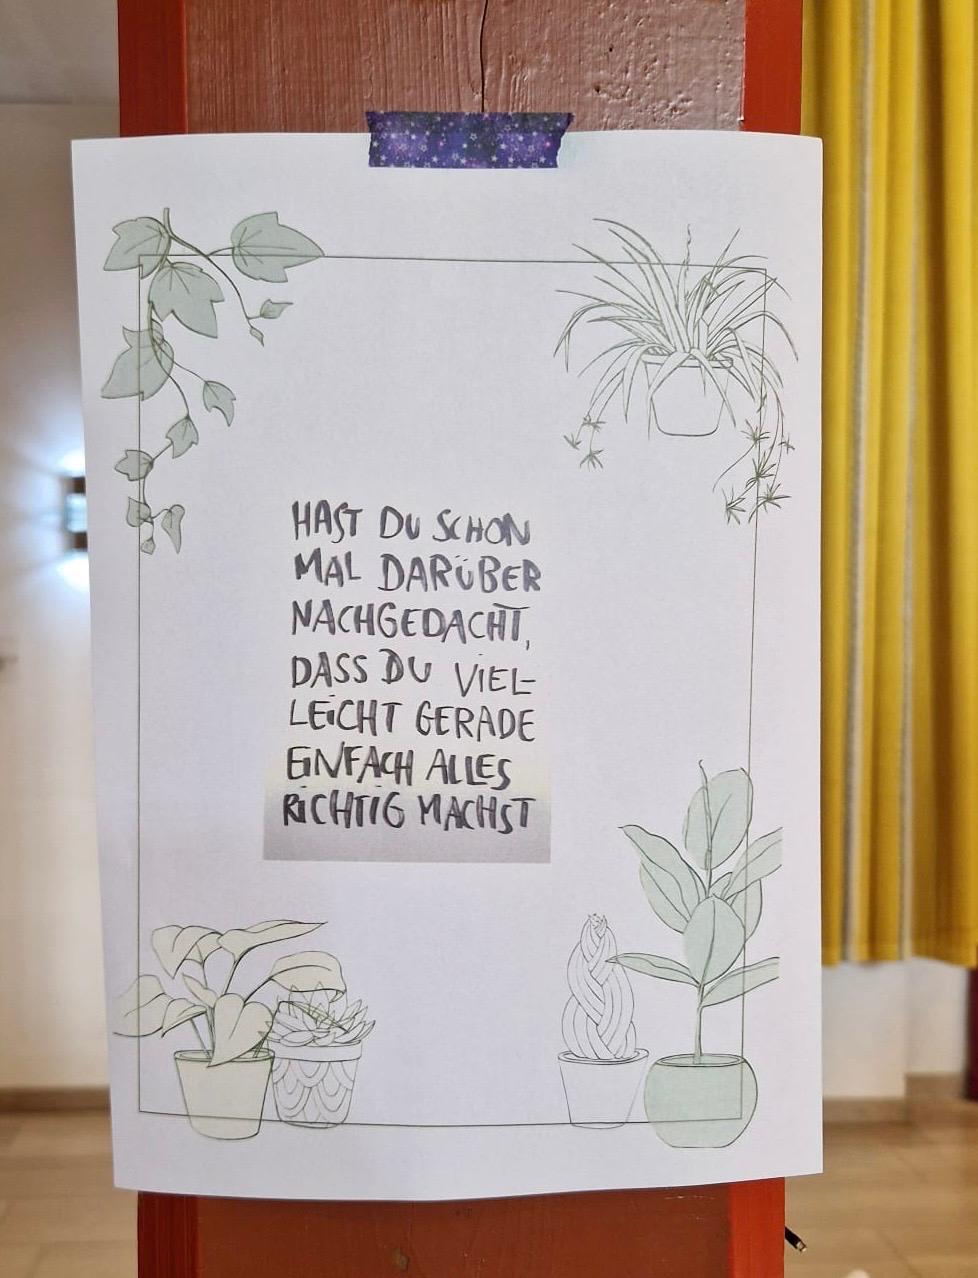 HAST DU SCHON
MAL DARÜBER
NACHGEDACHT,
DASS DU VIEL-
LEICHT GERADE
EINFACH ALLES
RICHTIG MACHST